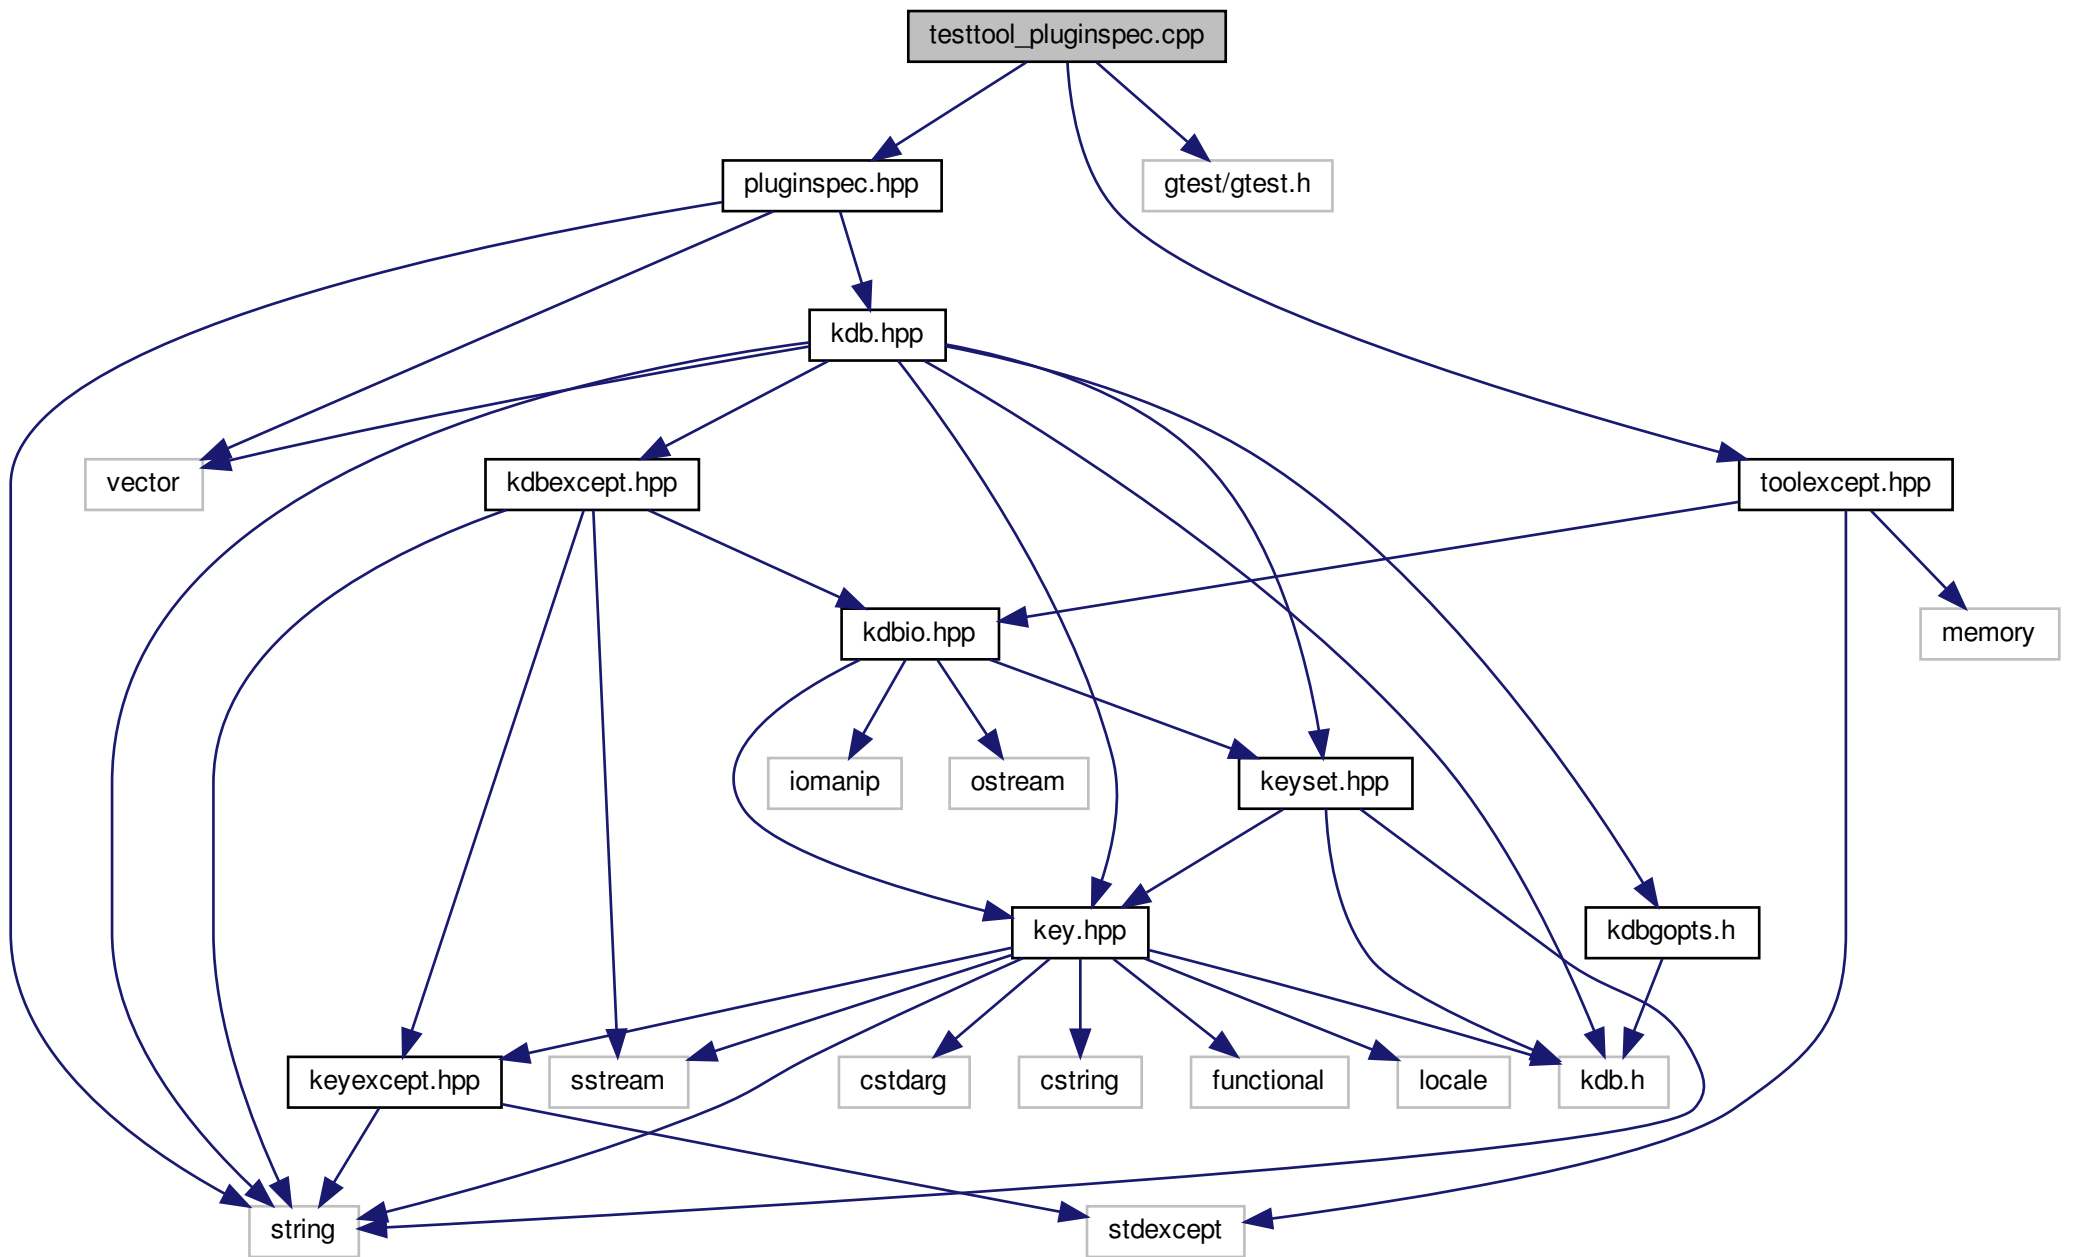 testtool_pluginspec.cpp
pluginspec.hpp
gtest/gtest.h
kdb.hpp
vector
kdbexcept.hpp
toolexcept.hpp
kdbio.hpp
memory
iomanip
ostream
keyset.hpp
key.hpp
kdbgopts.h
keyexcept.hpp
sstream
cstdarg
cstring
functional
locale
kdb.h
string
stdexcept